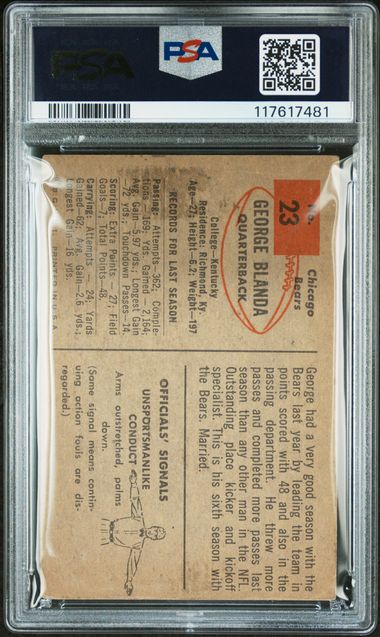 PSA
PSA
117617481
No.
23
Chicago
Bears
GEORGE BLANDA
QUARTERBACK
College—Kentucky
Residence: Richmond, Ky.
Age—27; Height—6.2; Weight—197
RECORDS FOR LAST SEASON
Passing: Attempts—362; Comple-
tions—169; Yds. Gained—2,164;
Avg. Gain—5.97 yds.; Longest Gain
—72 yds.; Touchdown Passes—14.
Scoring: Extra Points—27; Field
Goals—7; Total Points—48.
Carrying: Attempts—24; Yards
Gained—62; Avg. Gain—2.6 yds.;
Longest Gain—16 yds.
PRINTED IN U.S.A.
George had a very good season with the
Bears last year by leading the team in
points scored with 48 and also in the
passing department. He threw more
passes and completed more passes last
season than any other man in the NFL.
Outstanding place kicker and kickoff
specialist. This is his sixth season with
the Bears. Married.
OFFICIALS' SIGNALS
UNSPORTSMANLIKE
CONDUCT
Arms outstretched, palms
down.
(Same signal means contin-
uing action fouls are dis-
regarded.)